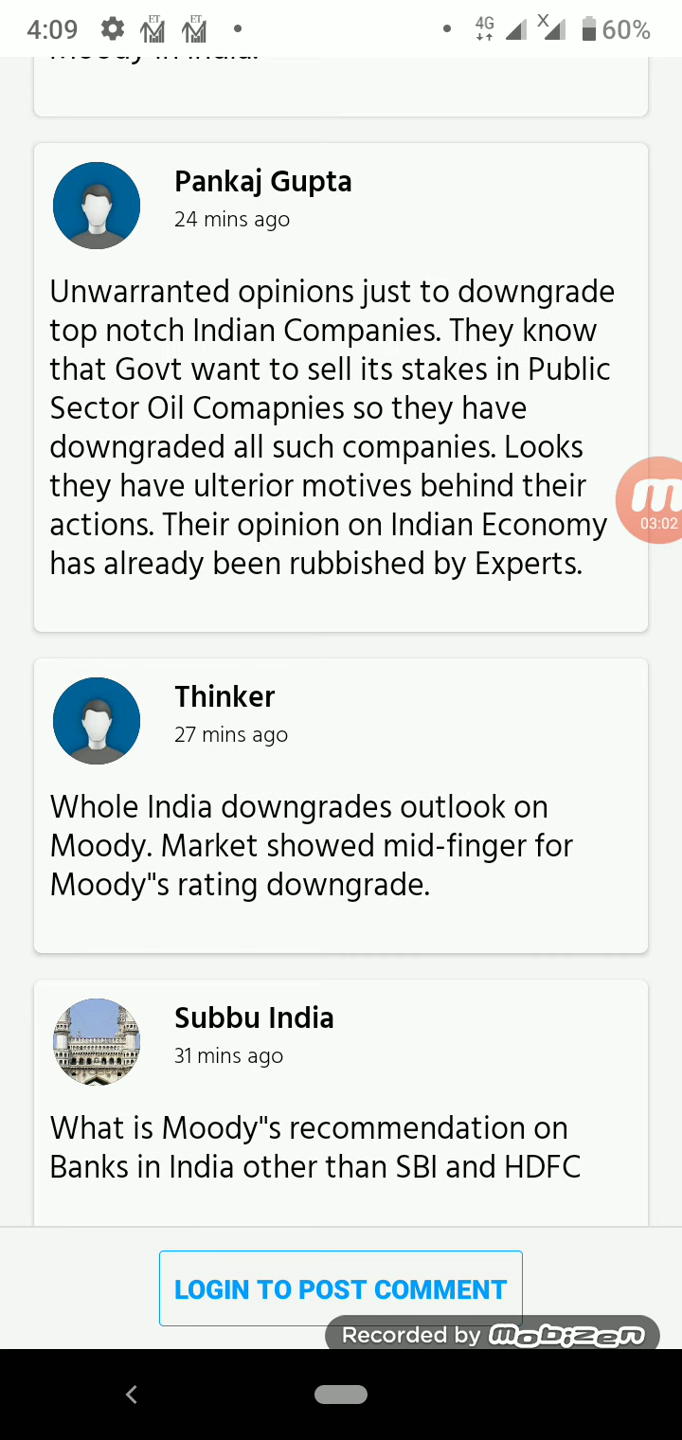 4:09 ET ET 4G X 60%
Moody in India.
Pankaj Gupta
24 mins ago
Unwarranted opinions just to downgrade
top notch Indian Companies. They know
that Govt want to sell its stakes in Public
Sector Oil Comapnies so they have
downgraded all such companies. Looks
they have ulterior motives behind their
actions. Their opinion on Indian Economy
has already been rubbished by Experts.
03:02
Thinker
27 mins ago
Whole India downgrades outlook on
Moody. Market showed mid-finger for
Moody"s rating downgrade.
Subbu India
31 mins ago
What is Moody"s recommendation on
Banks in India other than SBI and HDFC
LOGIN TO POST COMMENT
Recorded by mobizen